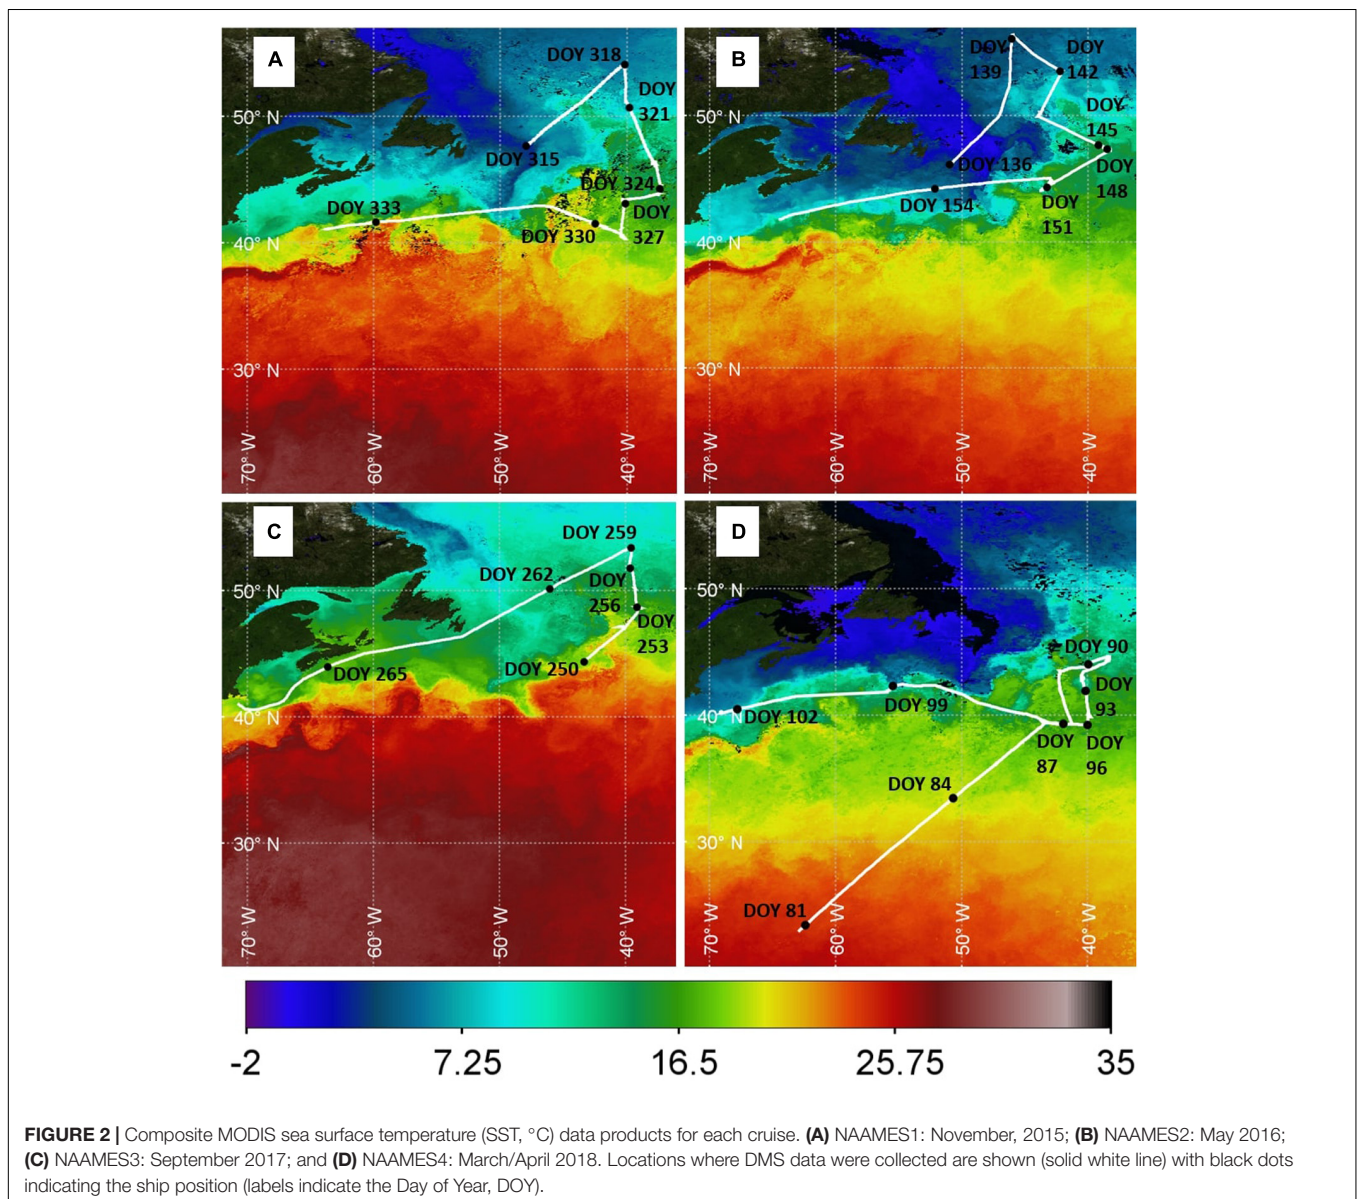 A
DOY 318
DOY
321
50° N
DOY 315
DOY 324
DOY 333
DOY
327
DOY 330
40° N
30° N
70° W
60° W
50° W
40° W
B
DOY
139
DOY
142
DOY
145
50° N
DOY 136
DOY
148
DOY 154
DOY
151
40° N
30° N
70° W
60° W
50° W
40° W
C
DOY 259
DOY 262
DOY
256
50° N
DOY
253
DOY 250
DOY 265
40° N
30° N
70° W
60° W
50° W
40° W
D
50° N
DOY 90
DOY
93
DOY 99
40° N
DOY 102
DOY
87
DOY
96
DOY 84
30° N
DOY 81
70° W
60° W
50° W
40° W
-2
7.25
16.5
25.75
35
FIGURE 2 | Composite MODIS sea surface temperature (SST, °C) data products for each cruise. (A) NAAMES1: November, 2015; (B) NAAMES2: May 2016;
(C) NAAMES3: September 2017; and (D) NAAMES4: March/April 2018. Locations where DMS data were collected are shown (solid white line) with black dots
indicating the ship position (labels indicate the Day of Year, DOY).